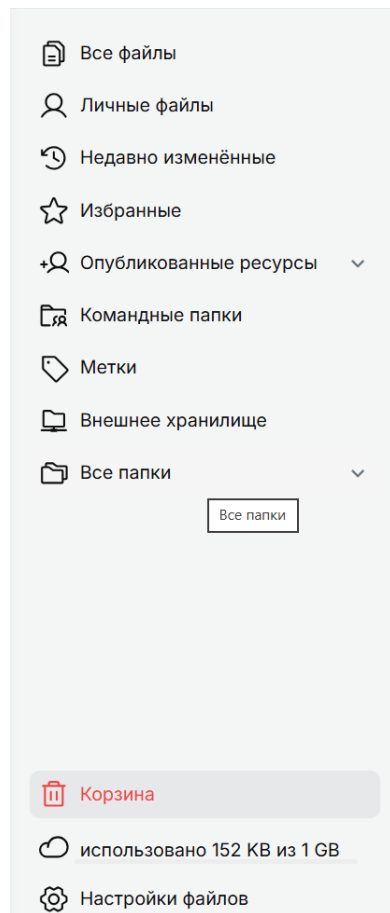 Все файлы
Личные файлы
Недавно изменённые
Избранные
Опубликованные ресурсы
Командные папки
Метки
Внешнее хранилище
Все папки
Все папки
Корзина
использовано 152 KB из 1 GB
Настройки файлов